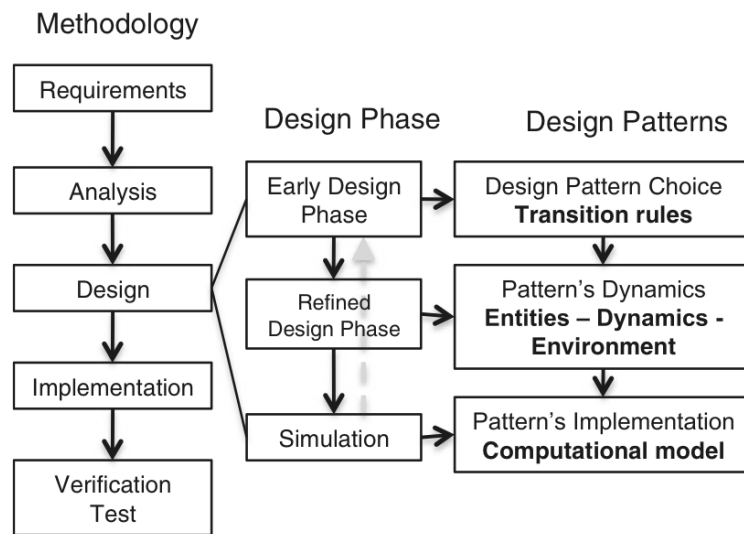 Methodology
Requirements
Analysis
Design
Implementation
Verification
Test
Design Phase
Early Design
Phase
Refined
Design Phase
Simulation
Design Patterns
Design Pattern Choice
Transition rules
Pattern's Dynamics
Entities – Dynamics -
Environment
Pattern's Implementation
Computational model